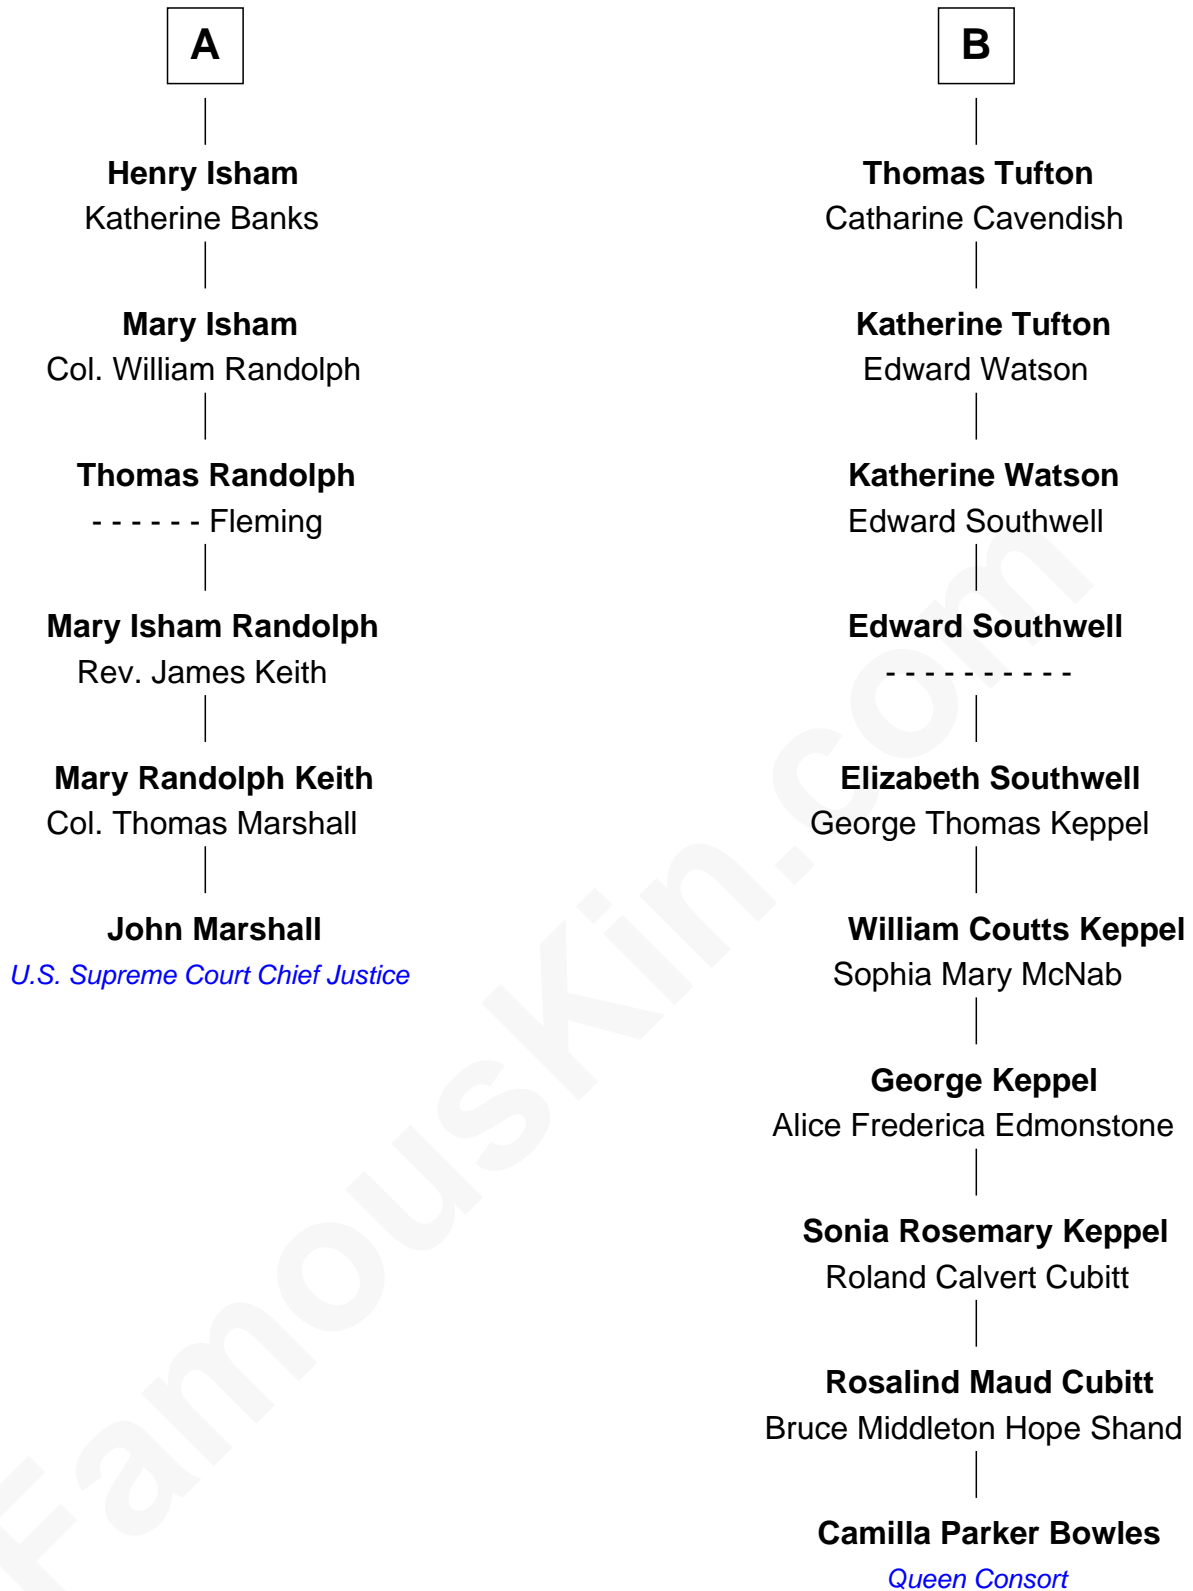 A
Henry Isham
Katherine Banks
Mary Isham
Col. William Randolph
Thomas Randolph
- - - - - - Fleming
Mary Isham Randolph
Rev. James Keith
Mary Randolph Keith
Col. Thomas Marshall
John Marshall
U.S. Supreme Court Chief Justice
B
Thomas Tufton
Catharine Cavendish
Katherine Tufton
Edward Watson
Katherine Watson
Edward Southwell
Edward Southwell
- - - - - - - - - -
Elizabeth Southwell
George Thomas Keppel
William Coutts Keppel
Sophia Mary McNab
George Keppel
Alice Frederica Edmonstone
Sonia Rosemary Keppel
Roland Calvert Cubitt
Rosalind Maud Cubitt
Bruce Middleton Hope Shand
Camilla Parker Bowles
Queen Consort
FamousKin.com